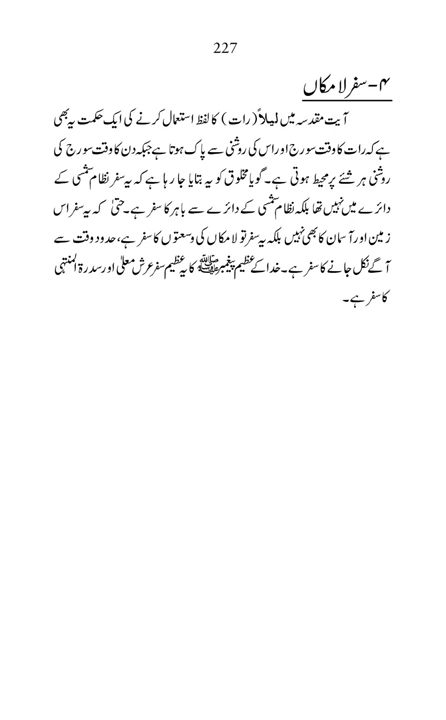 227
۴-سفرِ لا مکاں
آیت مقدسہ میں لیلاً (رات) کا لفظ استعمال کرنے کی ایک حکمت یہ بھی
ہے کہ رات کا وقت سورج اور اس کی روشنی سے پاک ہوتا ہے جبکہ دن کا وقت سورج کی
روشنی ہر شئے پر محیط ہوتی ہے۔ گویا مخلوق کو یہ بتایا جا رہا ہے کہ یہ سفر نظامِ شمسی کے
دائرے میں نہیں تھا بلکہ نظامِ شمسی کے دائرے سے باہر کا سفر ہے۔ حتیٰ کہ یہ سفر اس
زمین اور آسمان کا بھی نہیں بلکہ یہ سفر تو لامکاں کی وسعتوں کا سفر ہے، حدودِ وقت سے
آگے نکل جانے کا سفر ہے۔ خدا کے عظیم پیغمبر ﷺ کا یہ عظیم سفر عرش معلیٰ اور سدرۃ المنتہی
کا سفر ہے۔